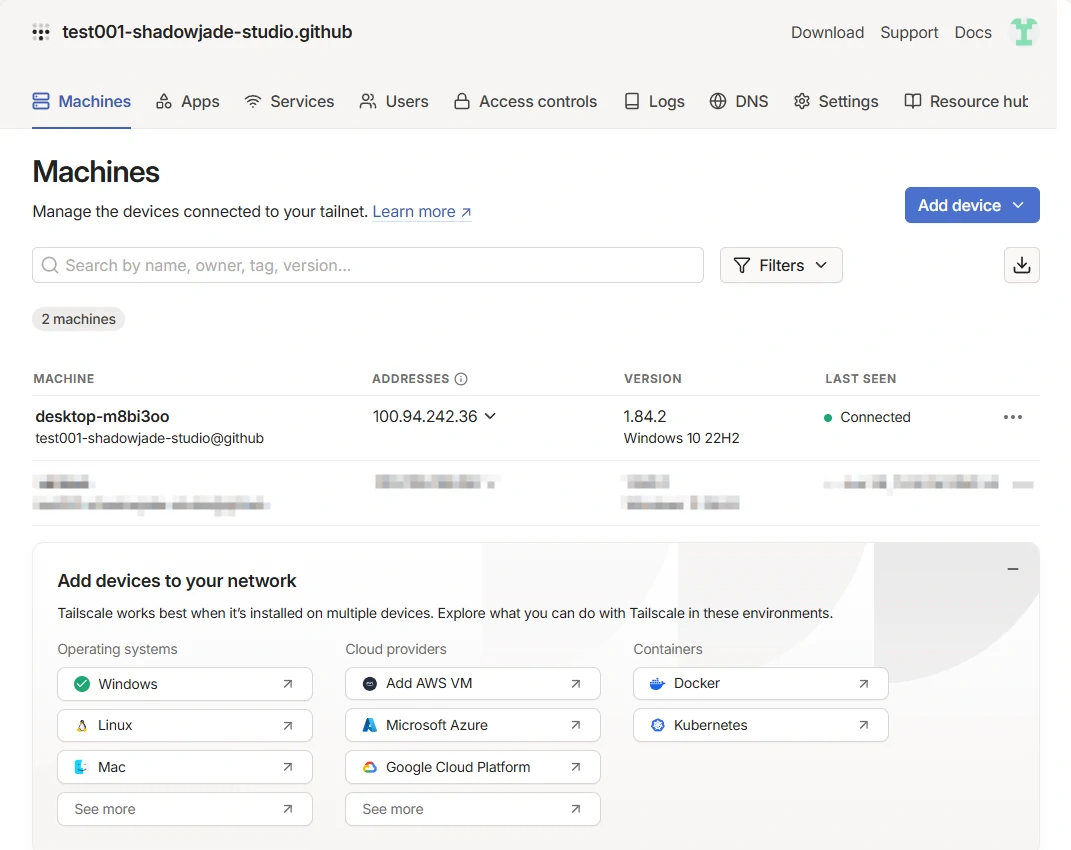 test001-shadowjade-studio.github
Download Support Docs
Machines Apps Services Users Access controls Logs DNS Settings Resource hub
Machines
Manage the devices connected to your tailnet. Learn more ↗
Add device
Search by name, owner, tag, version...
Filters
2 machines
MACHINE ADDRESSES VERSION LAST SEEN
desktop-m8bi3oo 100.94.242.36 1.84.2 Connected
test001-shadowjade-studio@github Windows 10 22H2
Add devices to your network
Tailscale works best when it’s installed on multiple devices. Explore what you can do with Tailscale in these environments.
Operating systems Cloud providers Containers
Windows Add AWS VM Docker
Linux Microsoft Azure Kubernetes
Mac Google Cloud Platform
See more See more